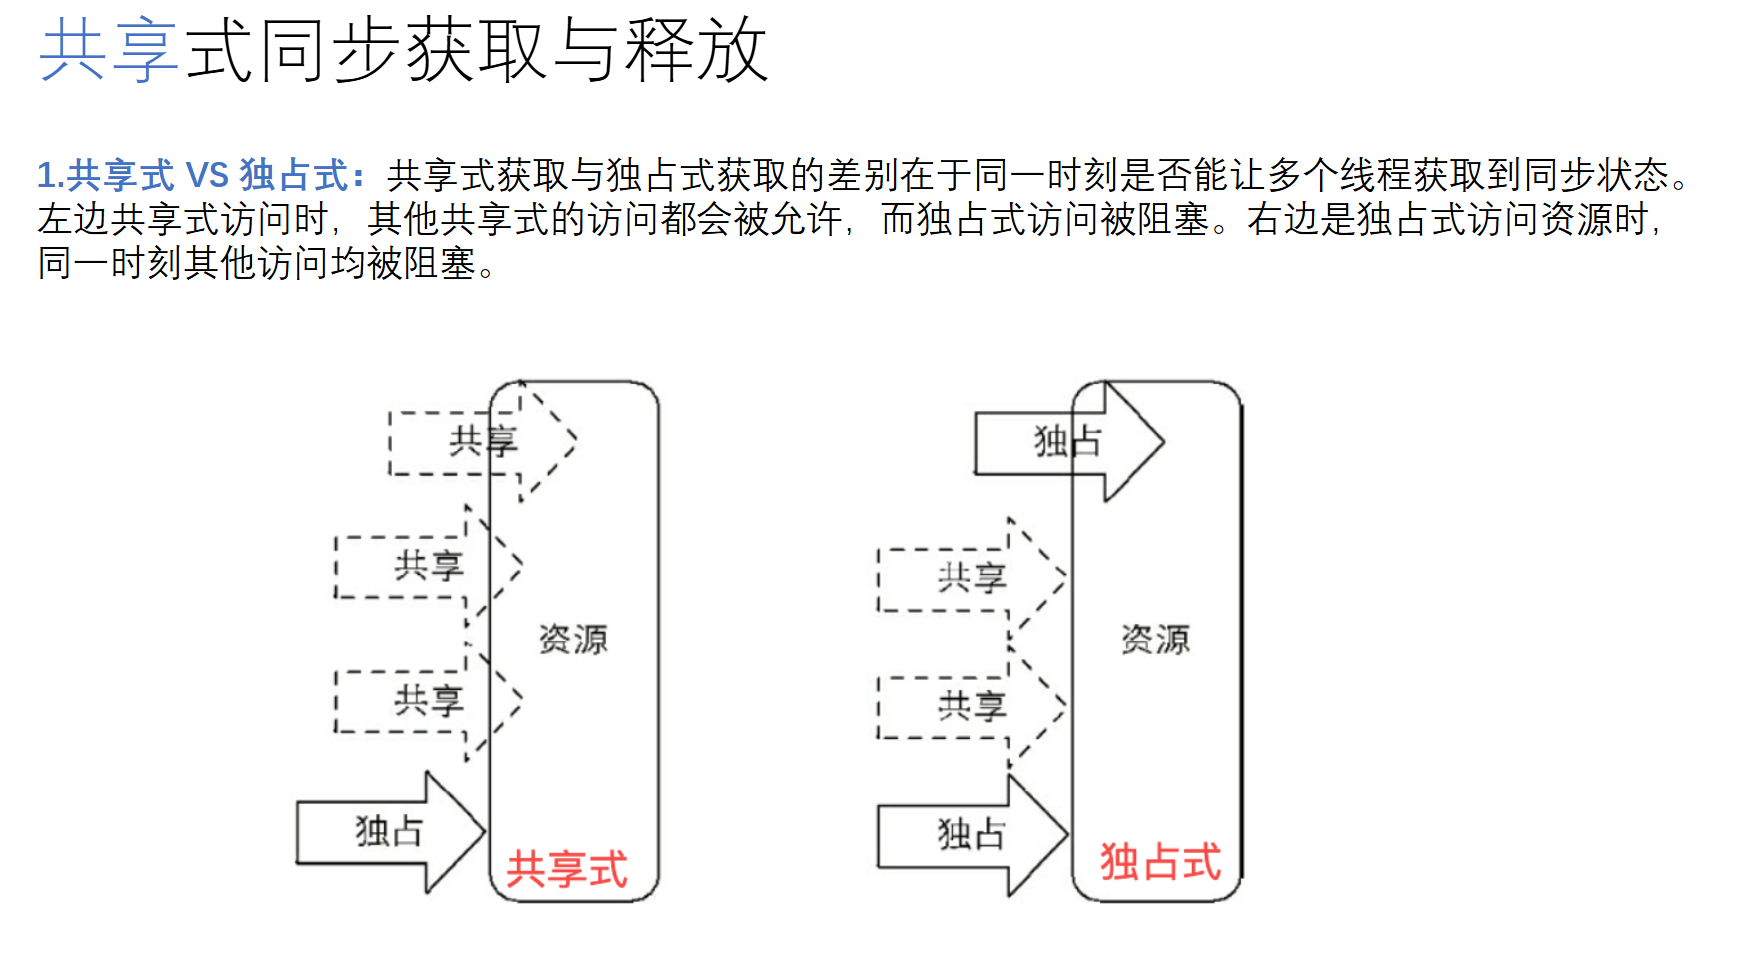 共享式同步获取与释放
1.共享式 VS 独占式：共享式获取与独占式获取的差别在于同一时刻是否能让多个线程获取到同步状态。
左边共享式访问时，其他共享式的访问都会被允许，而独占式访问被阻塞。右边是独占式访问资源时，
同一时刻其他访问均被阻塞。
共享
共享
资源
共享
独占
共享式
独占
共享
资源
共享
独占
独占式